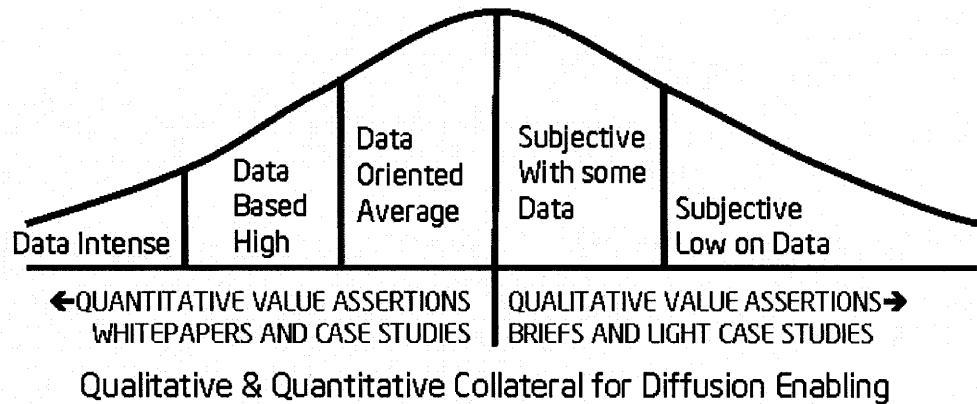 Data Intense
Data
Based
High
Data
Oriented
Average
Subjective
With some
Data
Subjective
Low on Data
←QUANTITATIVE VALUE ASSERTIONS
WHITEPAPERS AND CASE STUDIES
QUALITATIVE VALUE ASSERTIONS→
BRIEFS AND LIGHT CASE STUDIES
Qualitative & Quantitative Collateral for Diffusion Enabling